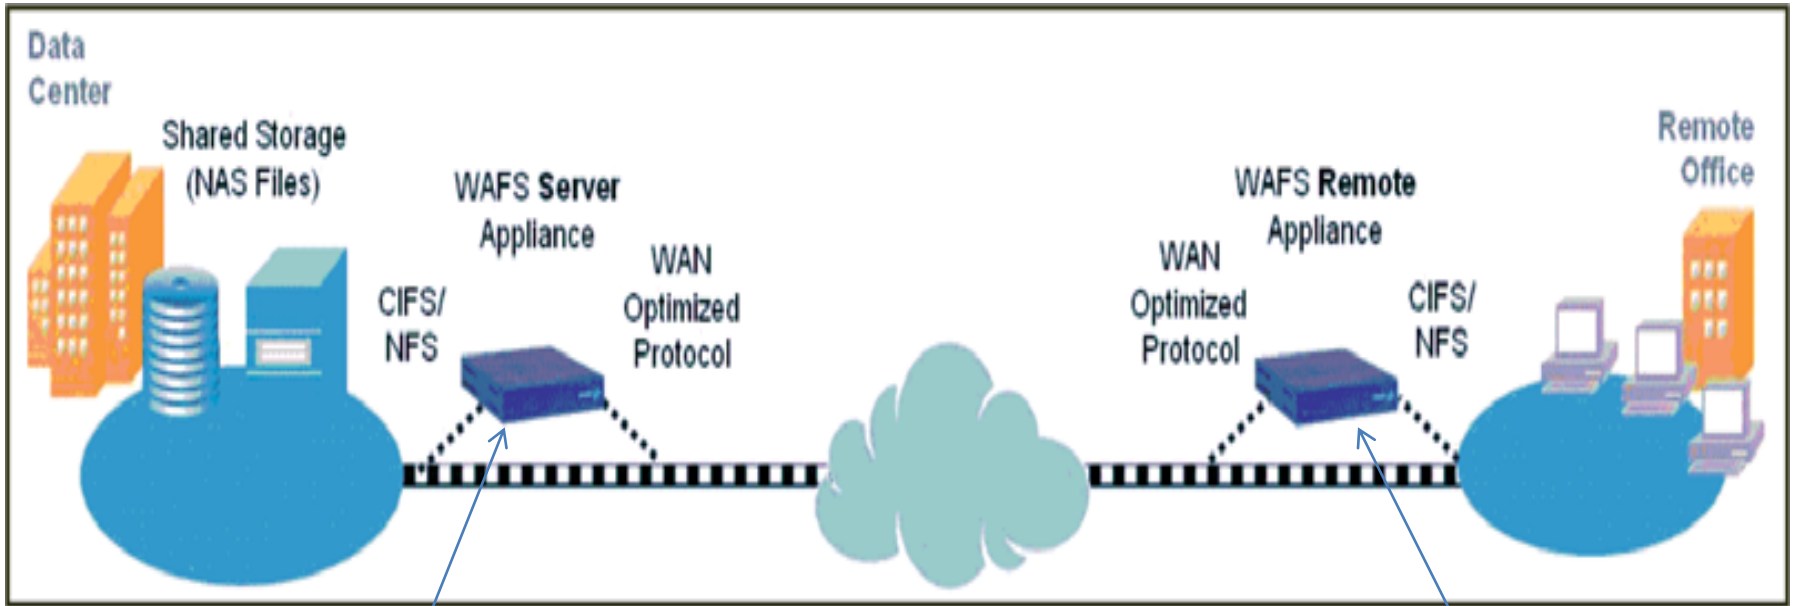 Data
Center
Shared Storage
(NAS Files)
WAFS Server
Appliance
CIFS/
NFS
WAN
Optimized
Protocol
WAFS Remote
Appliance
WAN
Optimized
Protocol
CIFS/
NFS
Remote
Office